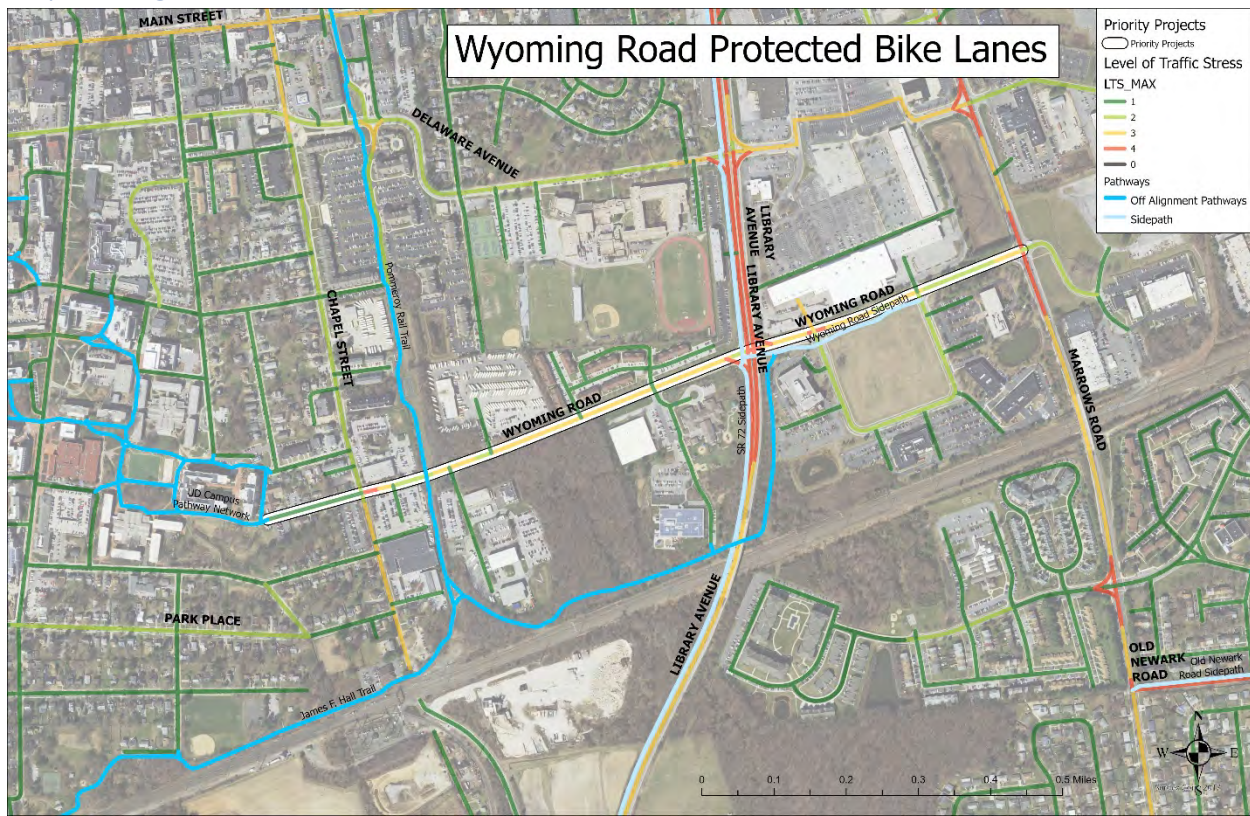 MAIN STREET
Wyoming Road Protected Bike Lanes
Priority Projects
Priority Projects
Level of Traffic Stress
LTS_MAX
1
2
3
4
0
Pathways
Off Alignment Pathways
Sidepath
DELAWARE AVENUE
LIBRARY AVENUE
LIBRARY AVENUE
Pommeroy Rail Trail
CHAPEL STREET
WYOMING ROAD
Wyoming Road Sidepath
MARROWS ROAD
WYOMING ROAD
SR 72 Sidepath
UD Campus
Pathway Network
PARK PLACE
LIBRARY AVENUE
James F. Hall Trail
OLD
NEWARK
ROAD
Old Newark
Road Sidepath
N
W
E
S
0
0.1
0.2
0.3
0.4
0.5 Miles